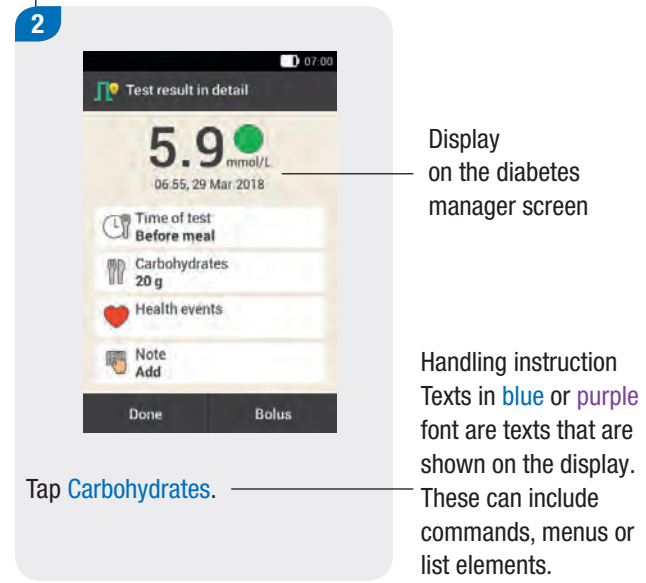 2
07:00
Test result in detail
5.9 mmol/L
06:55, 29 Mar 2018
Time of test
Before meal
Carbohydrates
20 g
Health events
Note
Add
Done Bolus
Tap Carbohydrates.
Display
on the diabetes
manager screen
Handling instruction
Texts in blue or purple
font are texts that are
shown on the display.
These can include
commands, menus or
list elements.